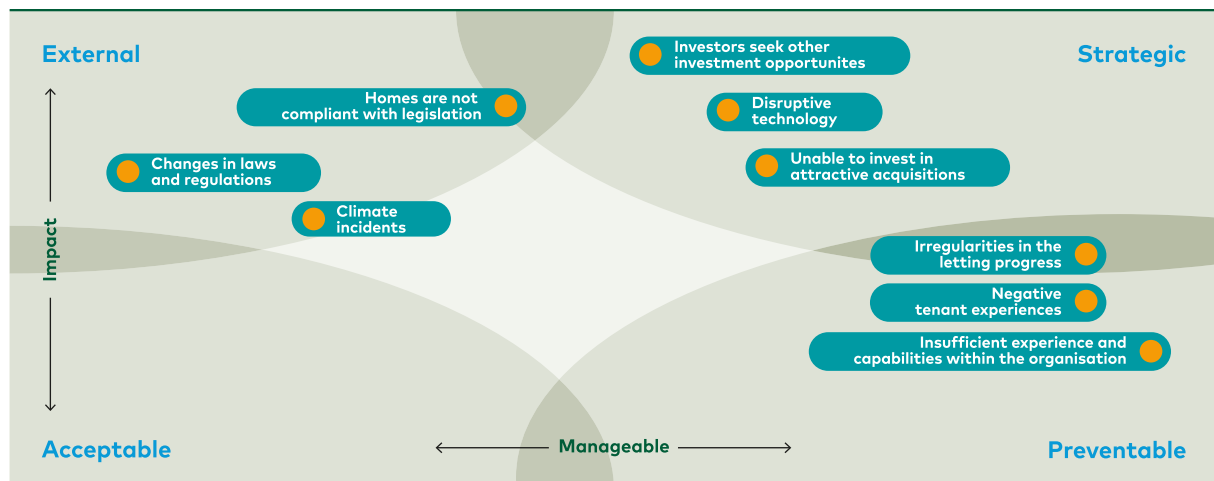 External
Strategic
Investors seek other
investment opportunites
Homes are not
compliant with legislation
Disruptive
technology
Changes in laws
and regulations
Unable to invest in
attractive acquisitions
Climate
incidents
Impact
Irregularities in the
letting progress
Negative
tenant experiences
Insufficient experience and
capabilities within the organisation
Acceptable
Manageable
Preventable